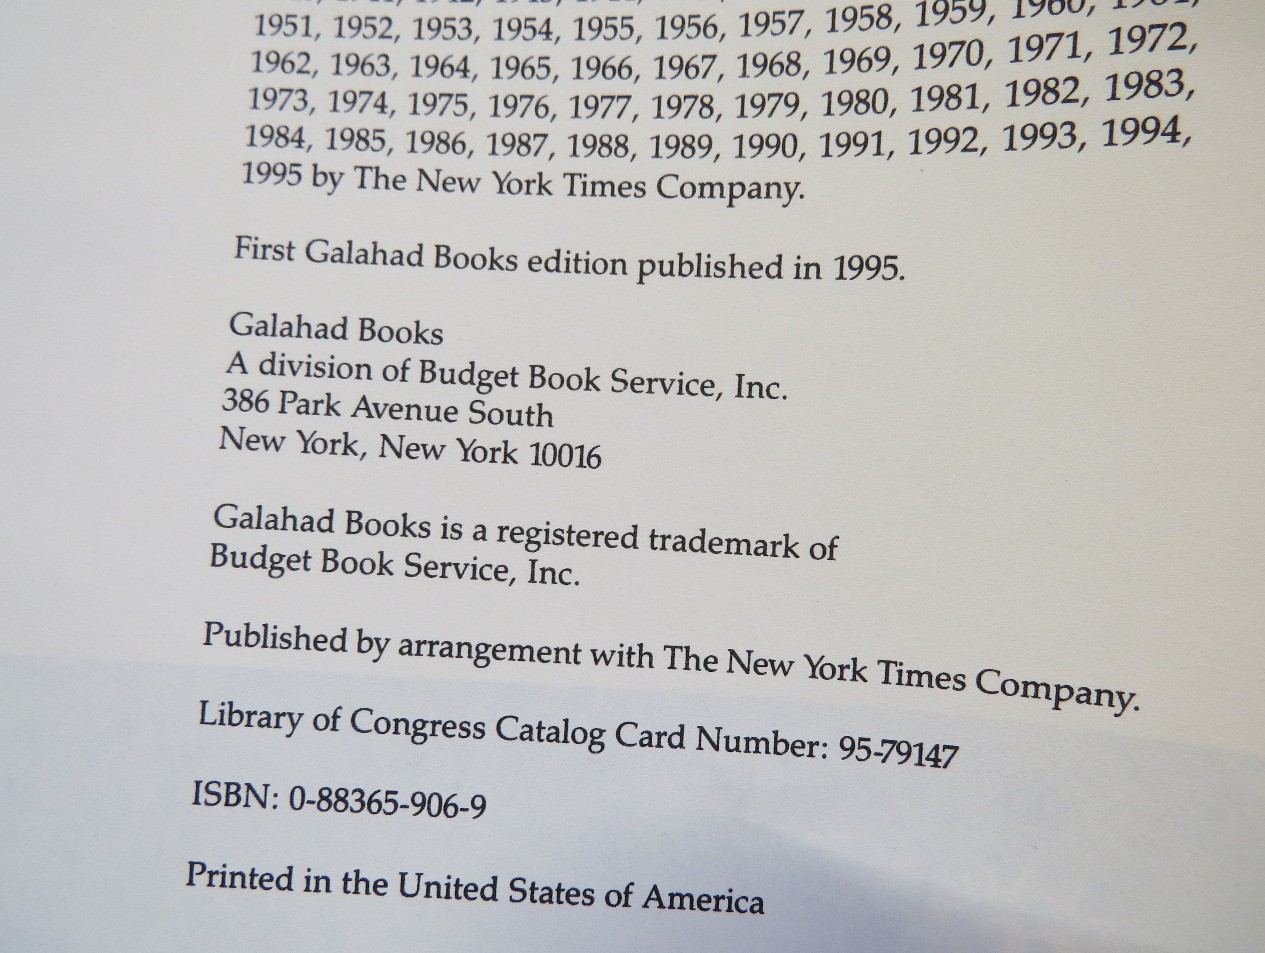 1951, 1952, 1953, 1954, 1955, 1956, 1957, 1958, 1959, 1960,
1962, 1963, 1964, 1965, 1966, 1967, 1968, 1969, 1970, 1971, 1972,
1973, 1974, 1975, 1976, 1977, 1978, 1979, 1980, 1981, 1982, 1983,
1984, 1985, 1986, 1987, 1988, 1989, 1990, 1991, 1992, 1993, 1994,
1995 by The New York Times Company.
First Galahad Books edition published in 1995.
Galahad Books
A division of Budget Book Service, Inc.
386 Park Avenue South
New York, New York 10016
Galahad Books is a registered trademark of
Budget Book Service, Inc.
Published by arrangement with The New York Times Company.
Library of Congress Catalog Card Number: 95-79147
ISBN: 0-88365-906-9
Printed in the United States of America